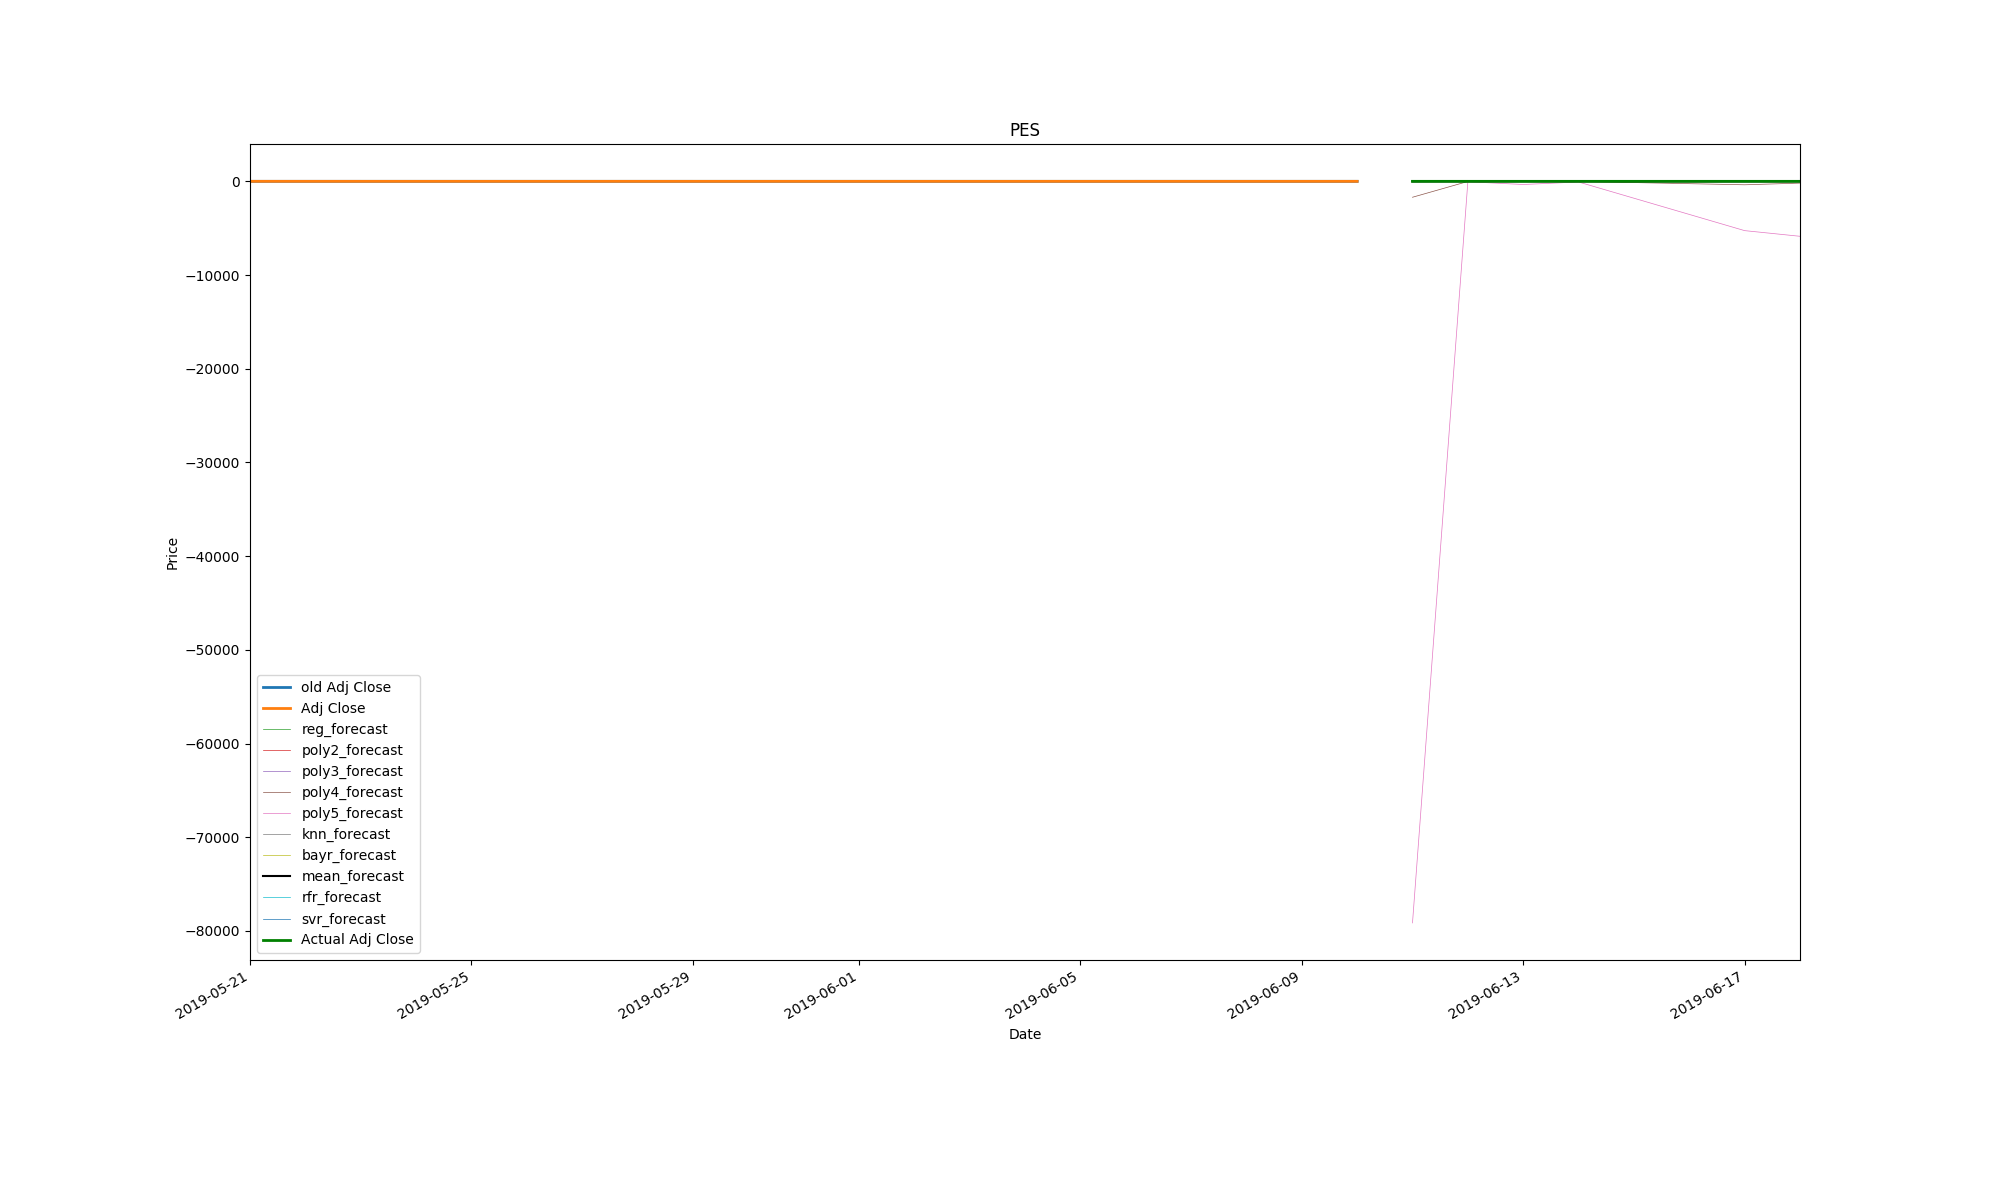 PES
0
−10000
−20000
−30000
−40000
−50000
−60000
−70000
−80000
Price
old Adj Close
Adj Close
reg_forecast
poly2_forecast
poly3_forecast
poly4_forecast
poly5_forecast
knn_forecast
bayr_forecast
mean_forecast
rfr_forecast
svr_forecast
Actual Adj Close
2019-05-21
2019-05-25
2019-05-29
2019-06-01
2019-06-05
2019-06-09
2019-06-13
2019-06-17
Date